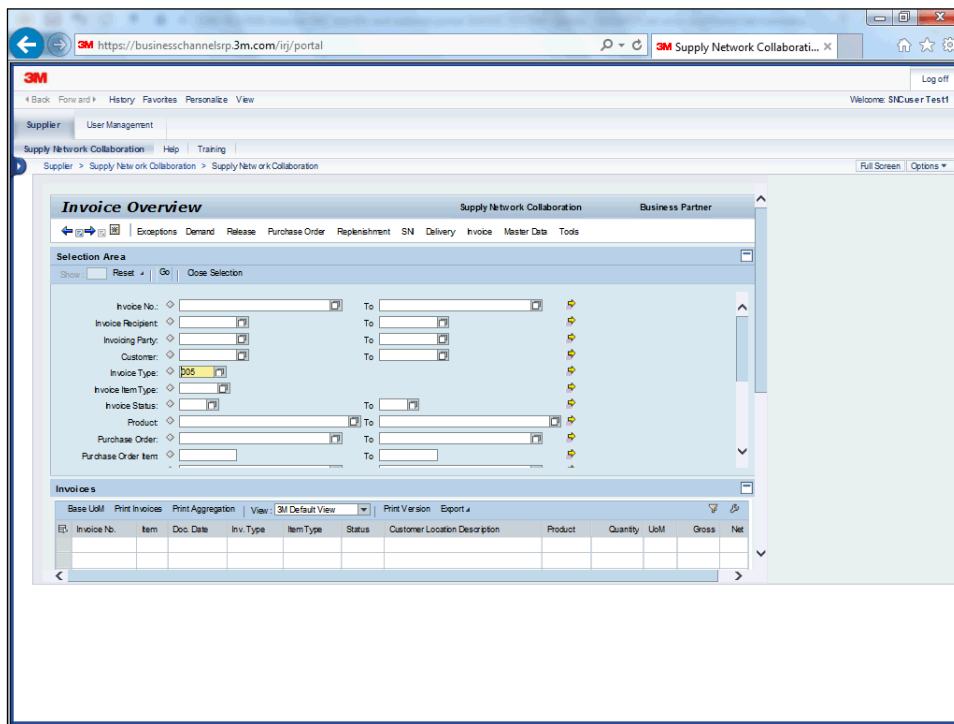 3M https://businesschannelsrp.3m.com/irj/portal
3M Supply Network Collaborati... ×
3M
Log off
Back Forward History Favorites Personalize View
Welcome: SNCuser Test1
Supplier User Management
Supply Network Collaboration Help Training
Supplier > Supply Network Collaboration > Supply Network Collaboration
Full Screen Options
Invoice Overview
Supply Network Collaboration Business Partner
Exceptions Demand Release Purchase Order Replenishment SNI Delivery Invoice Master Data Tools
Selection Area
Show: Reset Go Close Selection
Invoice No.: To
Invoice Recipient: To
Invoicing Party: To
Customer: To
Invoice Type: 005
Invoice Item Type:
Invoice Status: To
Product: To
Purchase Order: To
Purchase Order Item: To
Invoices
Base UoM Print Invoices Print Aggregation View: 3M Default View Print Version Export
Invoice No. Item Doc. Date Inv. Type Item Type Status Customer Location Description Product Quantity UoM Gross Net